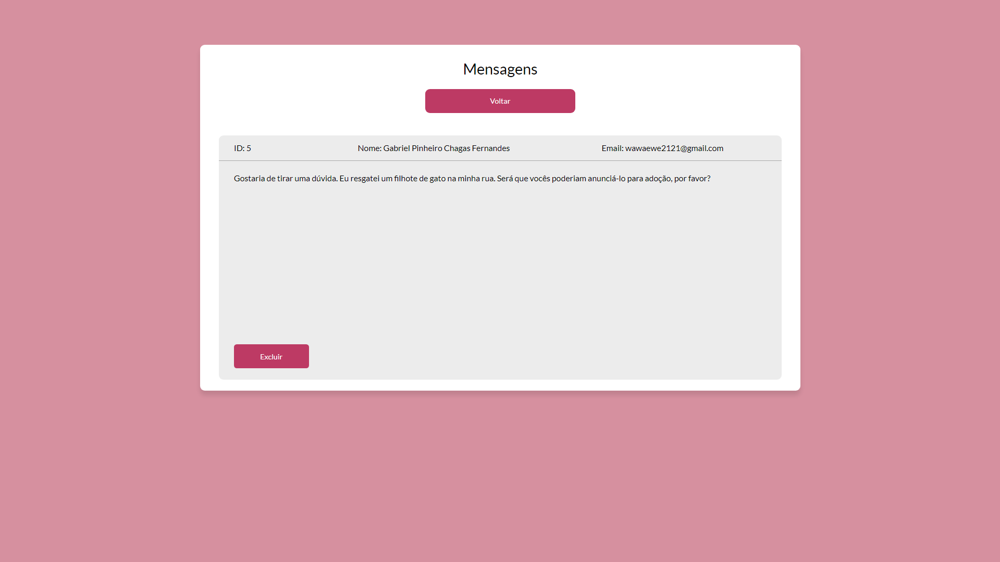 Mensagens
Voltar
ID: 5 Nome: Gabriel Pinheiro Chagas Fernandes Email: wawaewe2121@gmail.com
Gostaria de tirar uma dúvida. Eu resgatei um filhote de gato na minha rua. Será que vocês poderiam anunciá-lo para adoção, por favor?
Excluir